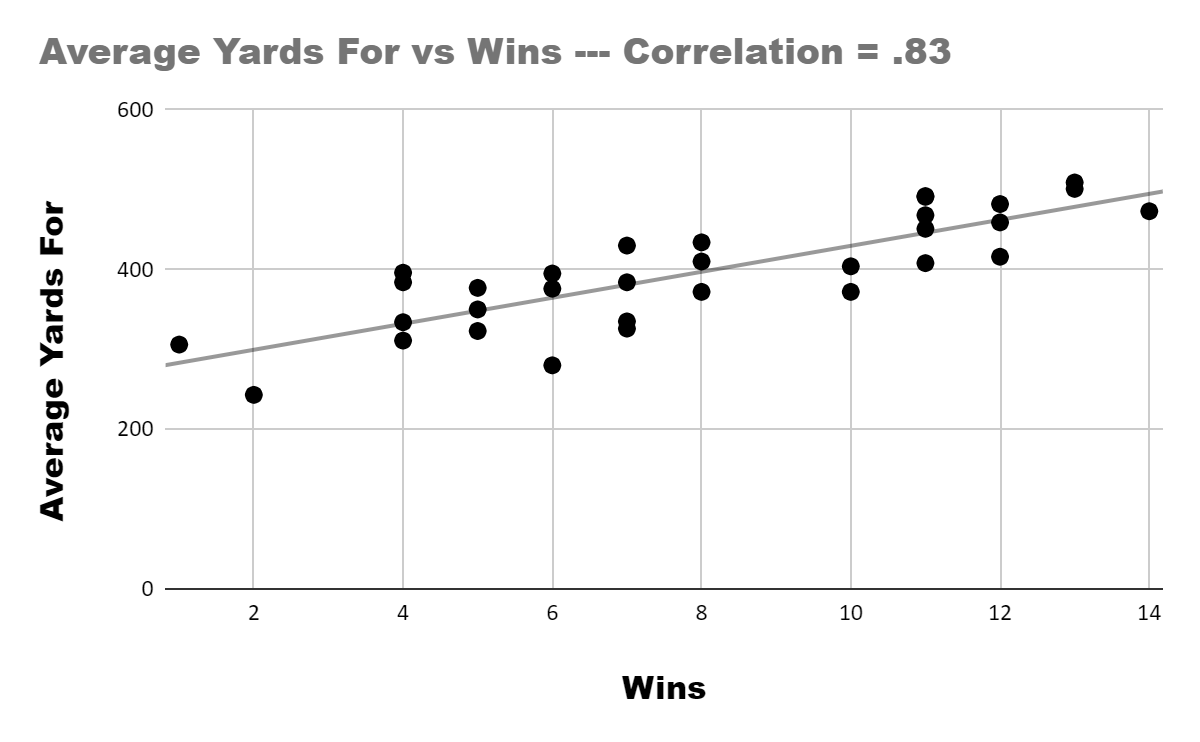 Average Yards For vs Wins --- Correlation = .83
600
400
200
0
Average Yards For
2 4 6 8 10 12 14
Wins